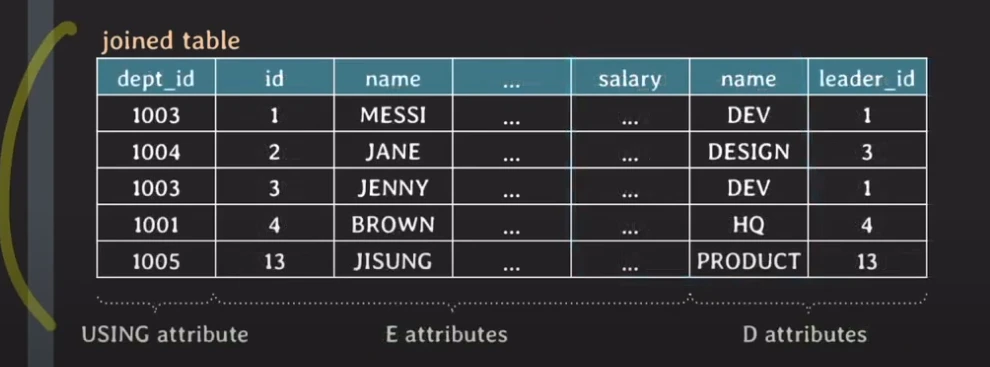 joined table
dept_id id name ... salary name leader_id
1003 1 MESSI ... ... DEV 1
1004 2 JANE ... ... DESIGN 3
1003 3 JENNY ... ... DEV 1
1001 4 BROWN ... ... HQ 4
1005 13 JISUNG ... ... PRODUCT 13
USING attribute E attributes D attributes